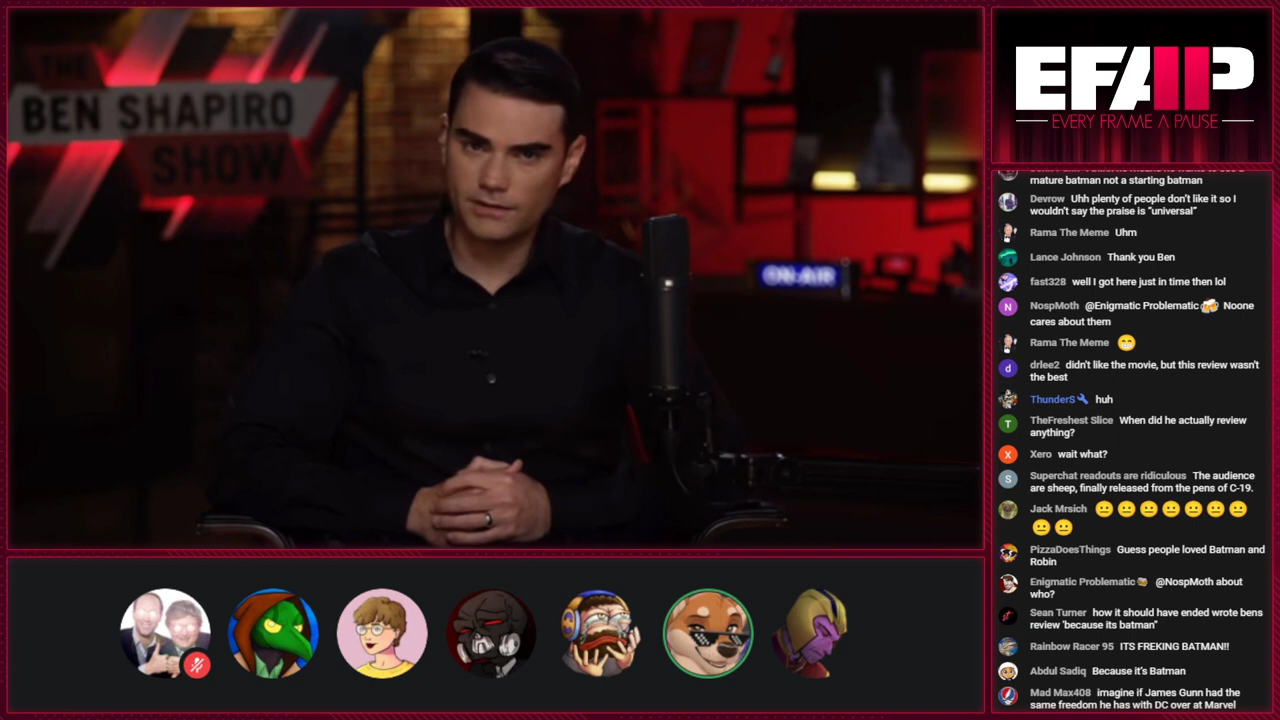 THE
BEN SHAPIRO
SHOW
ON-AIR
EFAP
EVERY FRAME A PAUSE
mature batman not a starting batman
Devrow Uhh plenty of people don't like it so I
wouldn't say the praise is "universal"
Rama The Meme Uhm
Lance Johnson Thank you Ben
fast328 well I got here just in time then lol
N
NospMoth @Enigmatic Problematic🍻 Noone
cares about them
Rama The Meme 😁
d
drlee2 didn't like the movie, but this review wasn't
the best
ThunderS huh
T
TheFreshest Slice When did he actually review
anything?
X
Xero wait what?
S
Superchat readouts are ridiculous The audience
are sheep, finally released from the pens of C-19.
Jack Mrsich 😐😐😐😐😐😐😐
😐😐
PizzaDoesThings Guess people loved Batman and
Robin
Enigmatic Problematic🍻 @NospMoth about
who?
Sean Turner how it should have ended wrote bens
review 'because its batman"
Rainbow Racer 95 ITS FREKING BATMAN!!
Abdul Sadiq Because it's Batman
Mad Max408 imagine if James Gunn had the
same freedom he has with DC over at Marvel